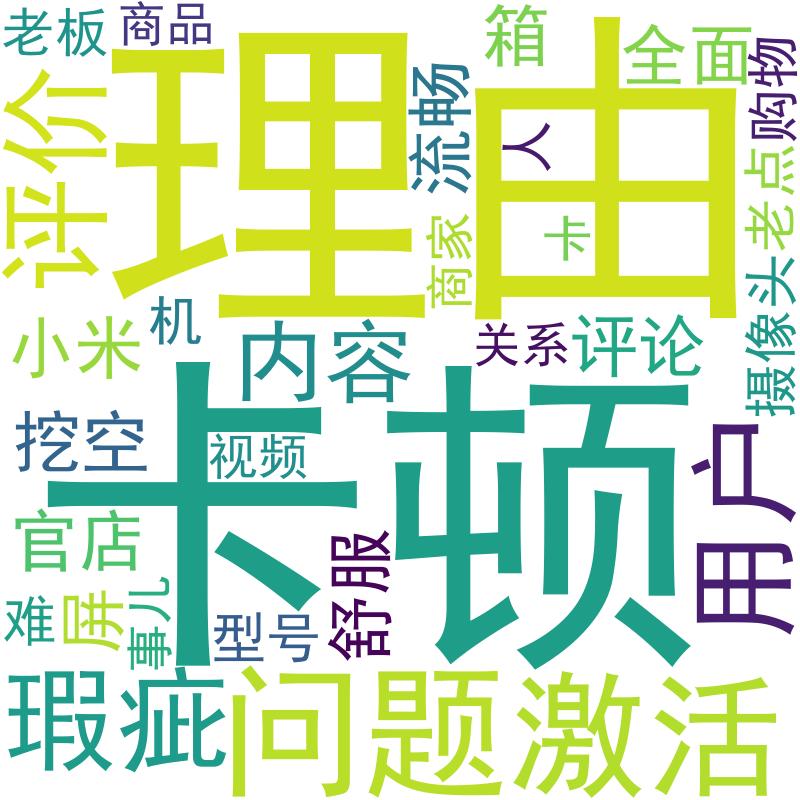 老板
商品
箱
全面
购物
评价
理由
流畅
人
卡
商家
老点
摄像头
小米
机
内容
关系
评论
挖空
视频
卡顿
用户
官店
舒服
难
屏
事儿
型号
瑕疵
问题
激活